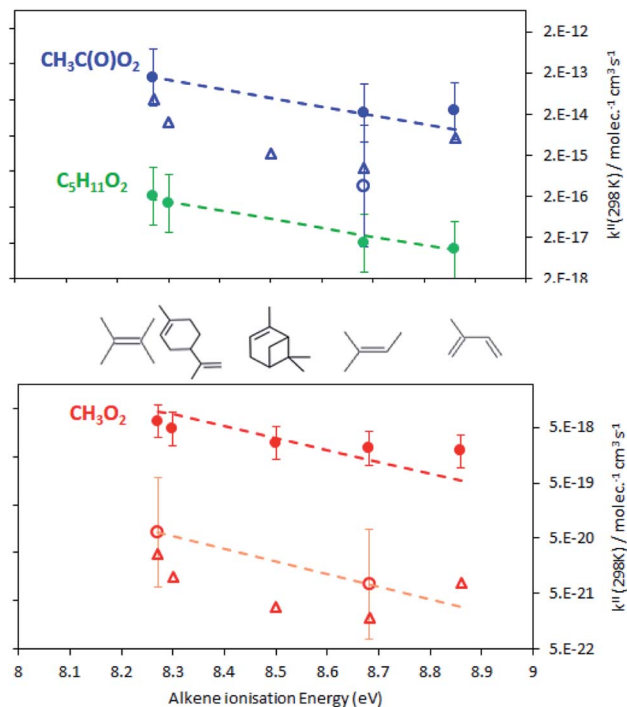 CH₃C(O)O₂
C₅H₁₁O₂
2.E-12
2.E-13
2.E-14
2.E-15
2.E-16
2.E-17
2.E-18
kᴵᴵ(298 K) / molec.⁻¹ cm³ s⁻¹
CH₃O₂
5.E-18
5.E-19
5.E-20
5.E-21
5.E-22
kᴵᴵ(298K) / molec.⁻¹ cm³ s⁻¹
8 8.1 8.2 8.3 8.4 8.5 8.6 8.7 8.8 8.9 9
Alkene ionisation Energy (eV)